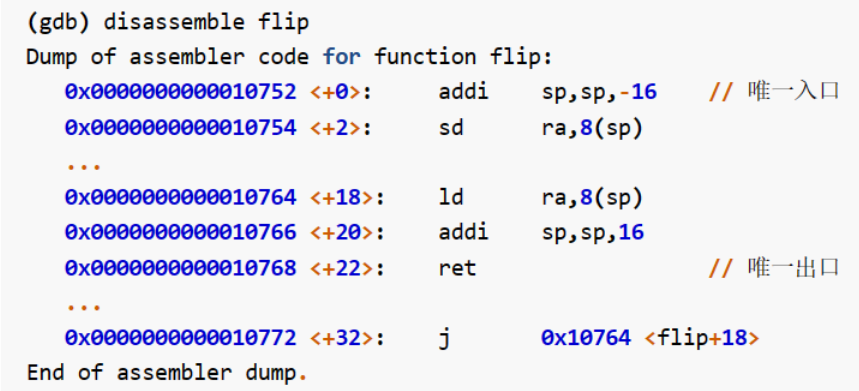 (gdb) disassemble flip
Dump of assembler code for function flip:
0x0000000000010752 <+0>: addi sp,sp,-16 // 唯一入口
0x0000000000010754 <+2>: sd ra,8(sp)
...
0x0000000000010764 <+18>: ld ra,8(sp)
0x0000000000010766 <+20>: addi sp,sp,16
0x0000000000010768 <+22>: ret // 唯一出口
...
0x0000000000010772 <+32>: j 0x10764 <flip+18>
End of assembler dump.